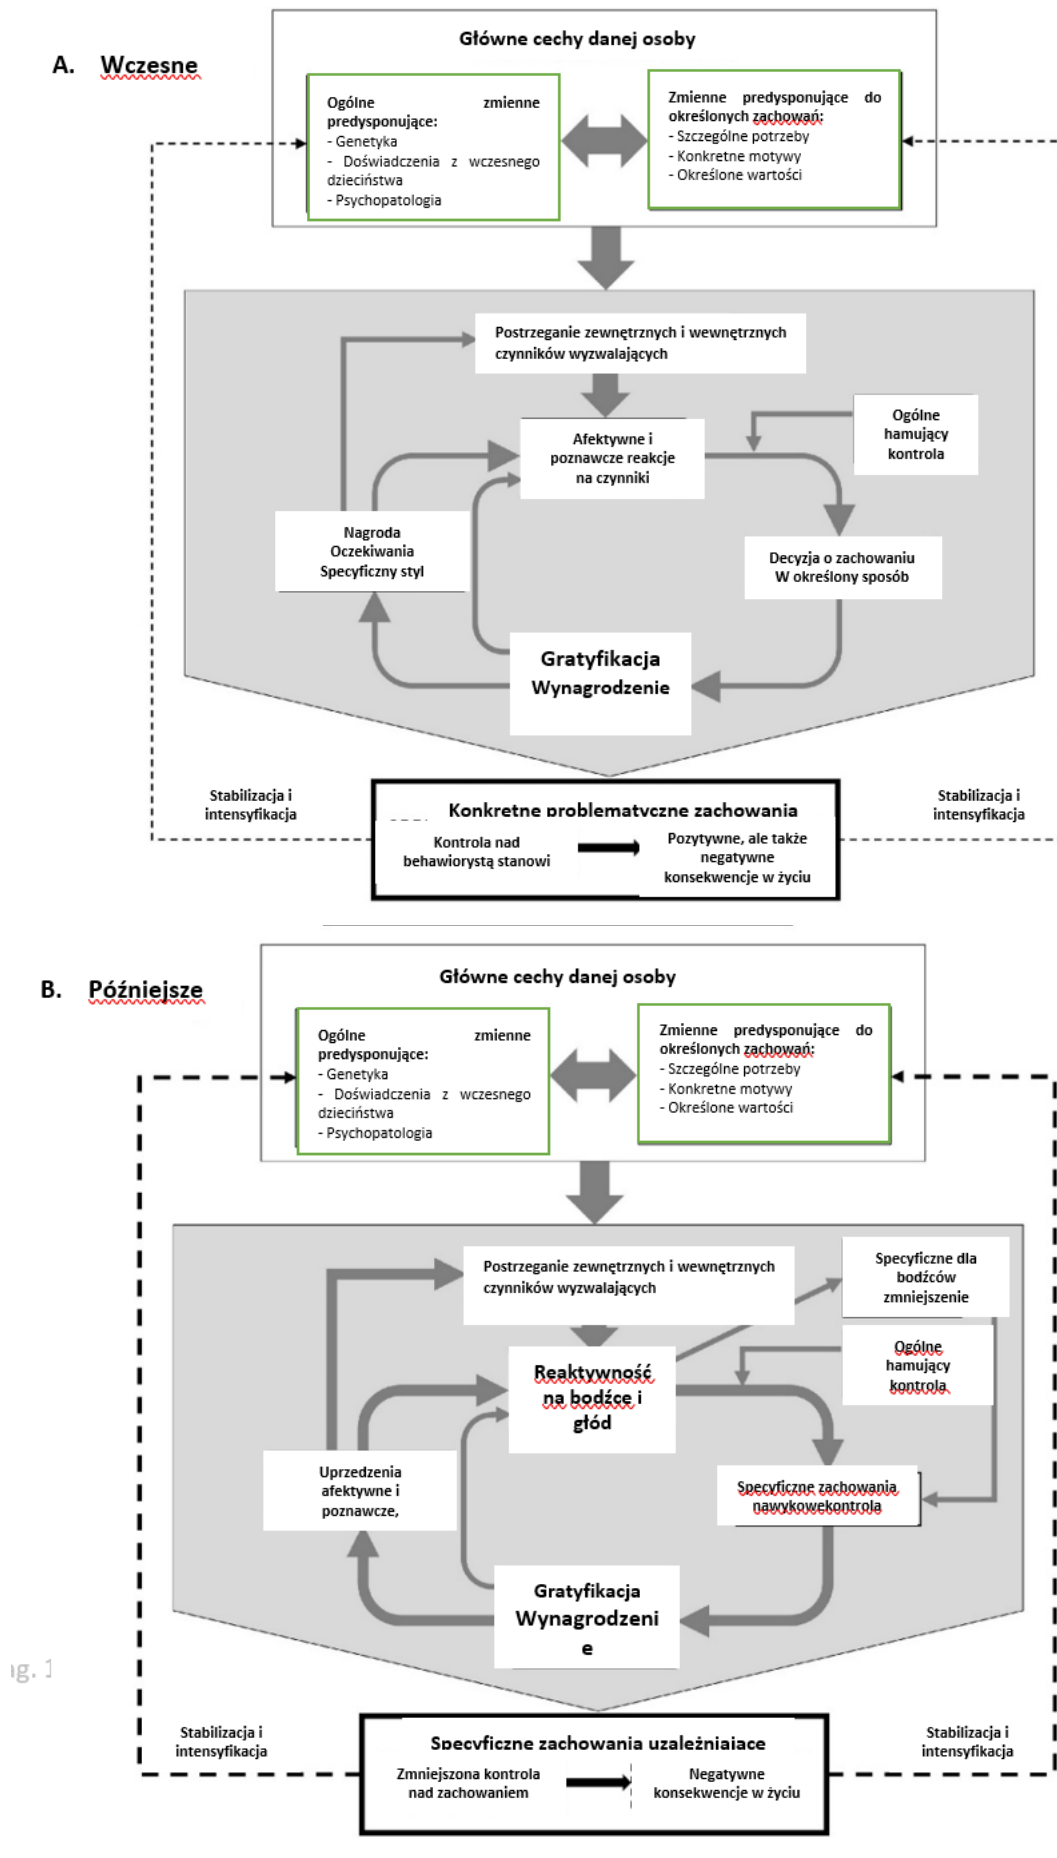 Główne cechy danej osoby
A. Wczesne
Ogólne zmienne
predysponujące:
- Genetyka
- Doświadczenia z wczesnego
dzieciństwa
- Psychopatologia
Zmienne predysponujące do
określonych zachowań:
- Szczególne potrzeby
- Konkretne motywy
- Określone wartości
Postrzeganie zewnętrznych i wewnętrznych
czynników wyzwalających
Afektywne i
poznawcze reakcje
na czynniki
Ogólne
hamujący
kontrola
Nagroda
Oczekiwania
Specyficzny styl
Decyzja o zachowaniu
W określony sposób
Gratyfikacja
Wynagrodzenie
Stabilizacja i
intensyfikacja
Stabilizacja i
intensyfikacja
Konkretne problematyczne zachowania
Kontrola nad
behawiorystą stanowi
Pozytywne, ale także
negatywne
konsekwencje w życiu
Główne cechy danej osoby
B. Późniejsze
Ogólne zmienne
predysponujące:
- Genetyka
- Doświadczenia z wczesnego
dzieciństwa
- Psychopatologia
Zmienne predysponujące do
określonych zachowań:
- Szczególne potrzeby
- Konkretne motywy
- Określone wartości
Postrzeganie zewnętrznych i wewnętrznych
czynników wyzwalających
Specyficzne dla
bodźców
zmniejszenie
Reaktywność
na bodźce i
głód
Ogólne
hamujący
kontrola
Uprzedzenia
afektywne i
poznawcze,
Specyficzne zachowania
nawykowekontrola
Gratyfikacja
Wynagrodzeni
e
Stabilizacja i
intensyfikacja
Stabilizacja i
intensyfikacja
Specyficzne zachowania uzależniające
Zmniejszona kontrola
nad zachowaniem
Negatywne
konsekwencje w życiu